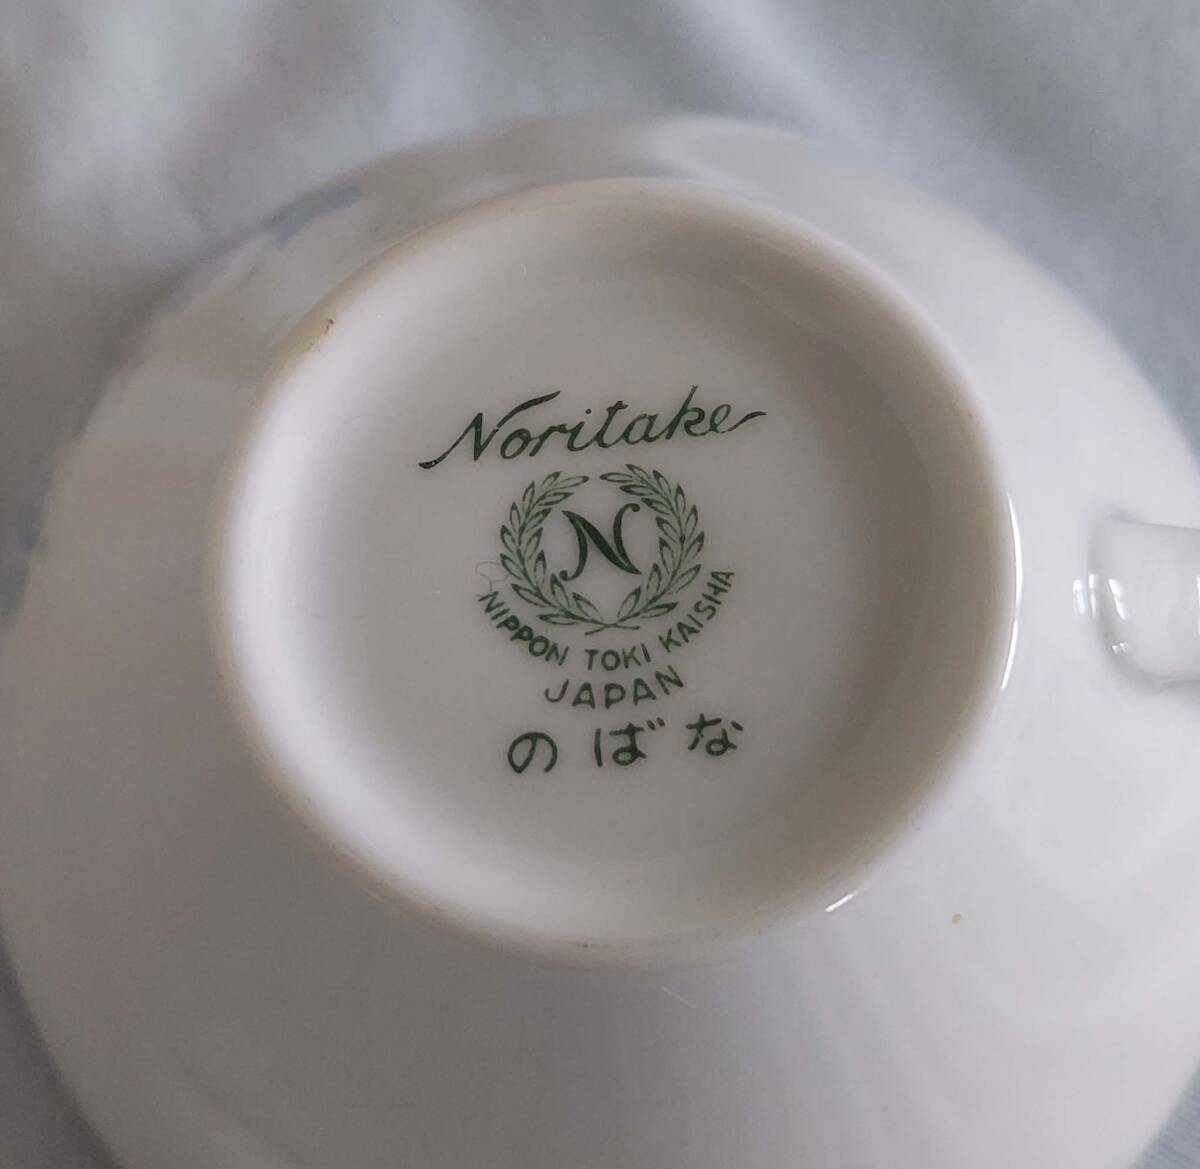 Noritake
N
NIPPON TOKI KAISHA
JAPAN
のばな